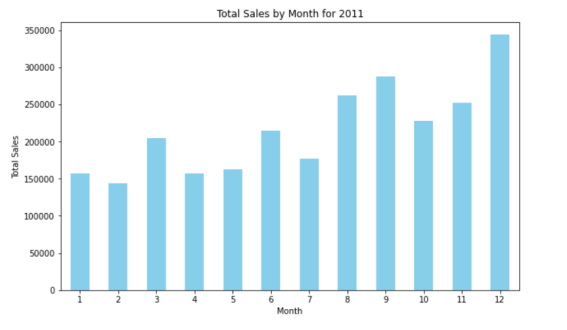 Total Sales by Month for 2011
350000
300000
250000
200000
150000
100000
50000
0
Total Sales
1 2 3 4 5 6 7 8 9 10 11 12
Month